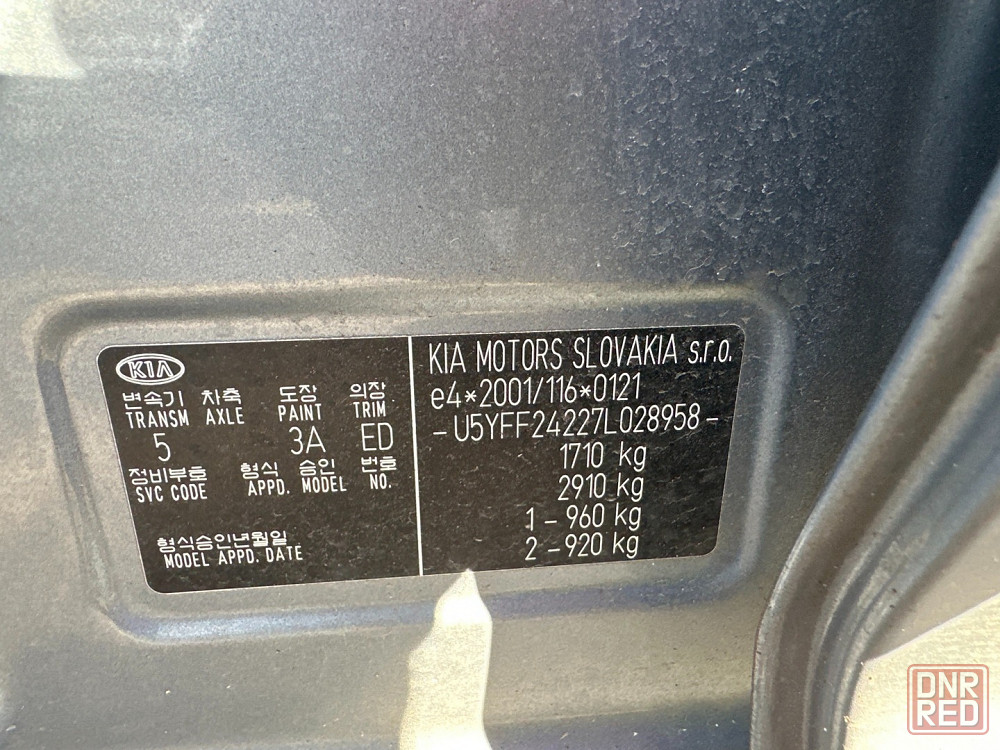 KIA
변속기 차축 도장 의장
TRANSM AXLE PAINT TRIM
5 3A ED
정비부호 형식 승인 번호
SVC CODE APPD. MODEL NO.
형식승인년월일
MODEL APPD. DATE
KIA MOTORS SLOVAKIA s.r.o.
e4*2001/116*0121
-U5YFF24227L028958-
1710 kg
2910 kg
1-960 kg
2-920 kg
DNR
RED